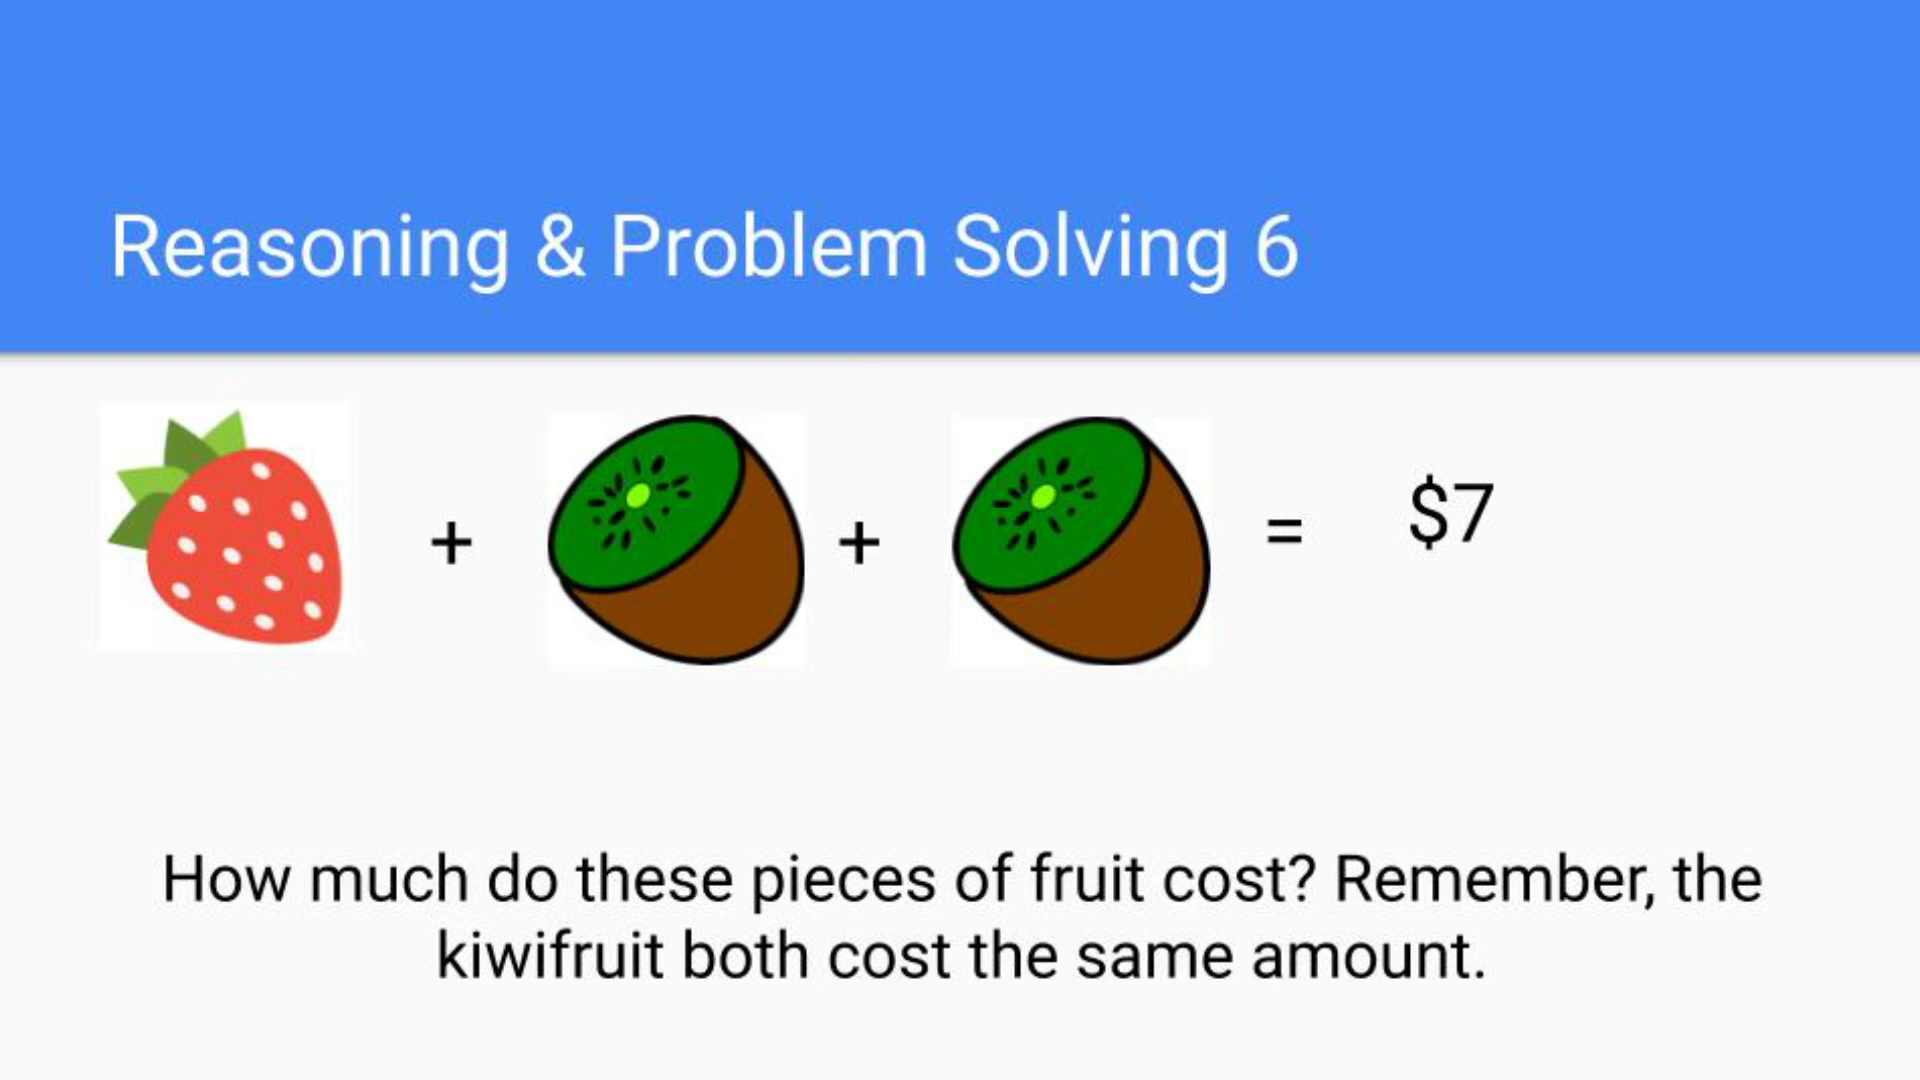 Reasoning & Problem Solving 6
+ + = $7
How much do these pieces of fruit cost? Remember, the
kiwifruit both cost the same amount.